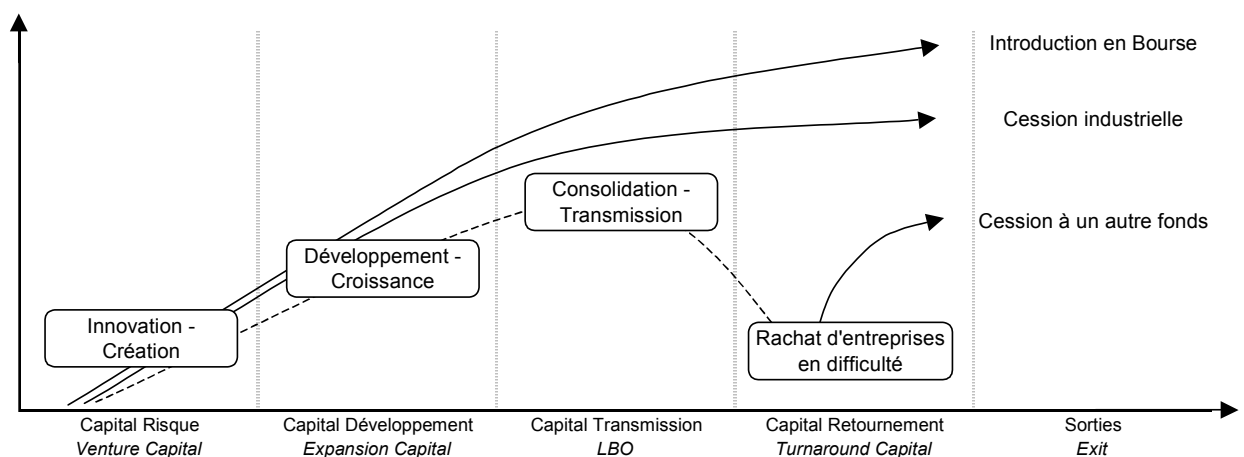 Introduction en Bourse
Cession industrielle
Consolidation -
Transmission
Cession à un autre fonds
Développement -
Croissance
Innovation -
Création
Rachat d'entreprises
en difficulté
Capital Risque
Venture Capital
Capital Développement
Expansion Capital
Capital Transmission
LBO
Capital Retournement
Turnaround Capital
Sorties
Exit